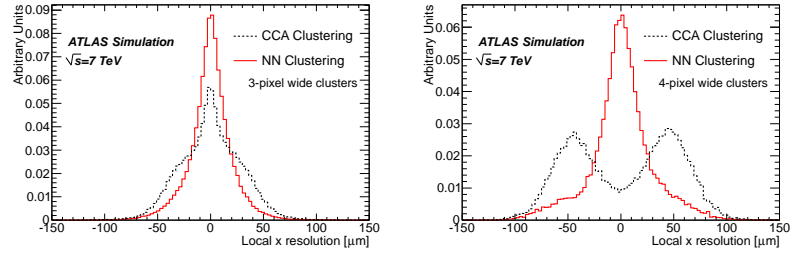 Arbitrary Units
0.09
0.08
0.07
0.06
0.05
0.04
0.03
0.02
0.01
0
ATLAS Simulation
√s=7 TeV
CCA Clustering
NN Clustering
3-pixel wide clusters
-150 -100 -50 0 50 100 150
Local x resolution [μm]
Arbitrary Units
0.06
0.05
0.04
0.03
0.02
0.01
0
ATLAS Simulation
√s=7 TeV
CCA Clustering
NN Clustering
4-pixel wide clusters
-150 -100 -50 0 50 100 150
Local x resolution [μm]